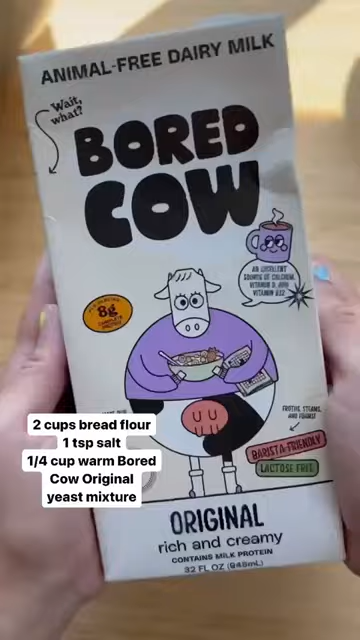 ANIMAL-FREE DAIRY MILK
Wait,
what?
BORED
COW
AN EXCELLENT
SOURCE OF CALCIUM,
VITAMIN D, AND
VITAMIN B12
8g
FROTHS, STEAMS,
AND FOAMS!
BARISTA-FRIENDLY
LACTOSE FREE
2 cups bread flour
1 tsp salt
1/4 cup warm Bored
Cow Original
yeast mixture
ORIGINAL
rich and creamy
CONTAINS MILK PROTEIN
32 FL OZ (946mL)